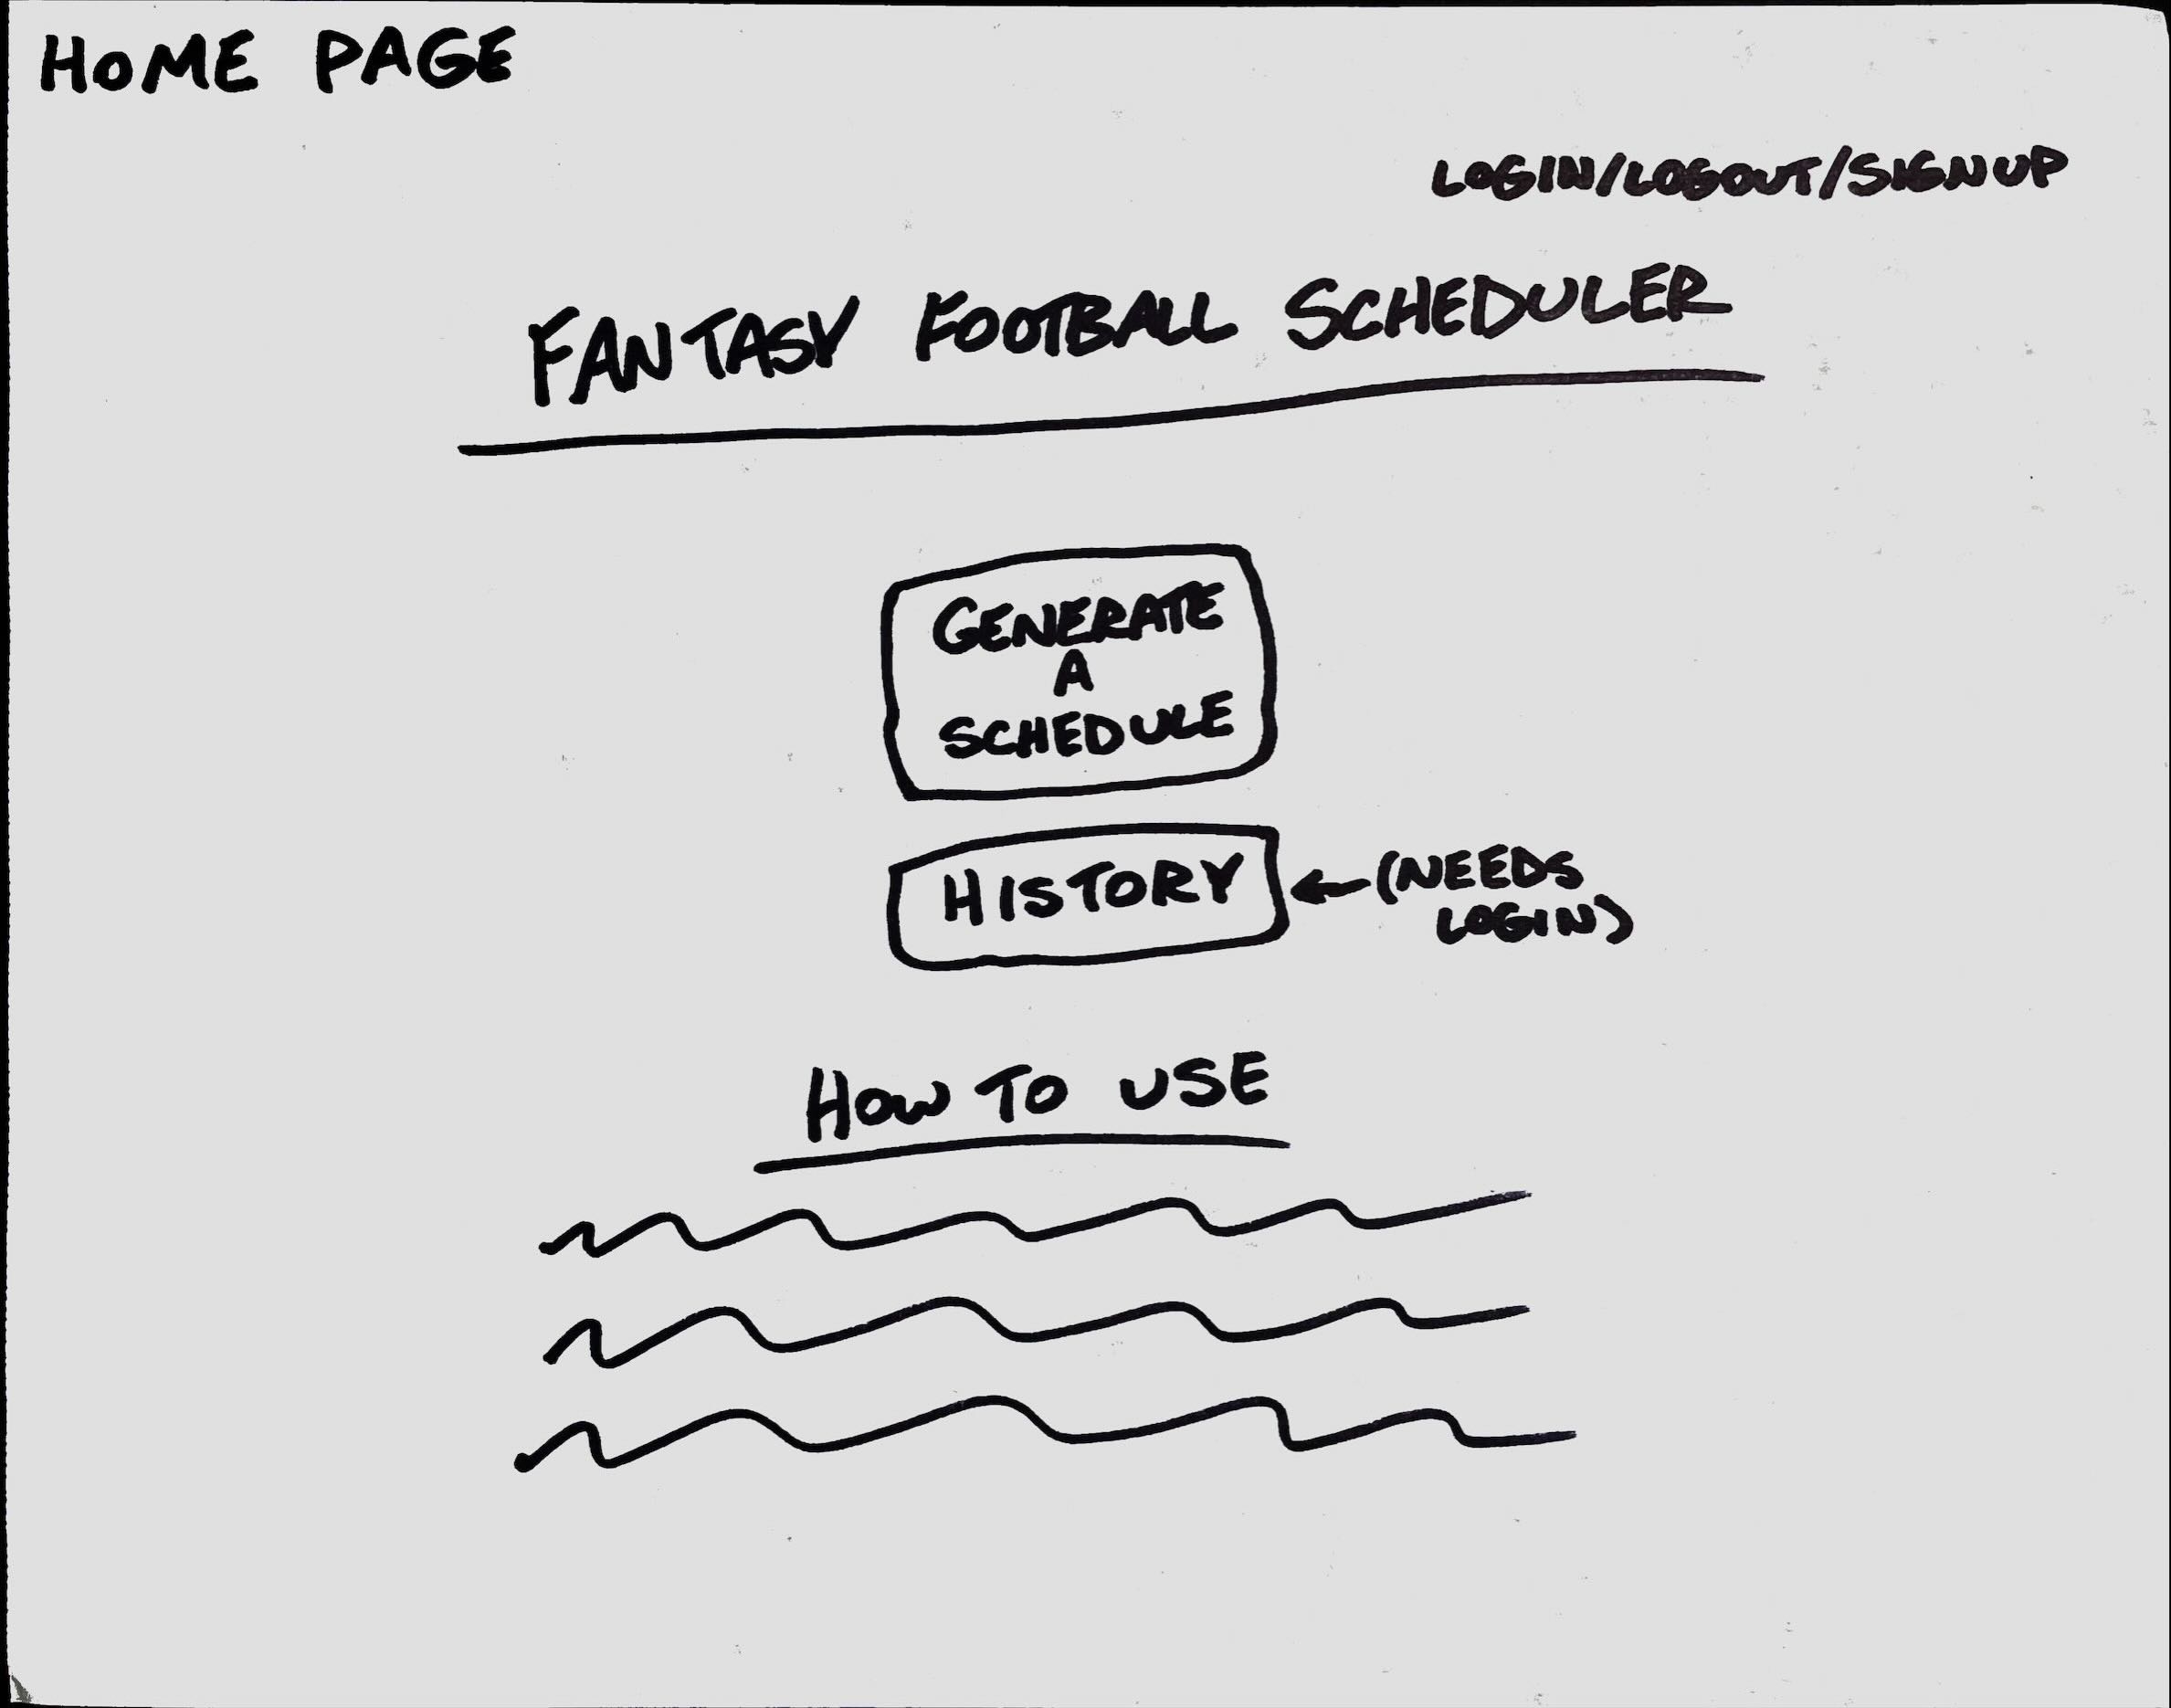 HOME PAGE
LOGIN/LOGOUT/SIGNUP
FANTASY FOOTBALL SCHEDULER
GENERATE
A
SCHEDULE
HISTORY
(NEEDS
LOGIN)
HOW TO USE